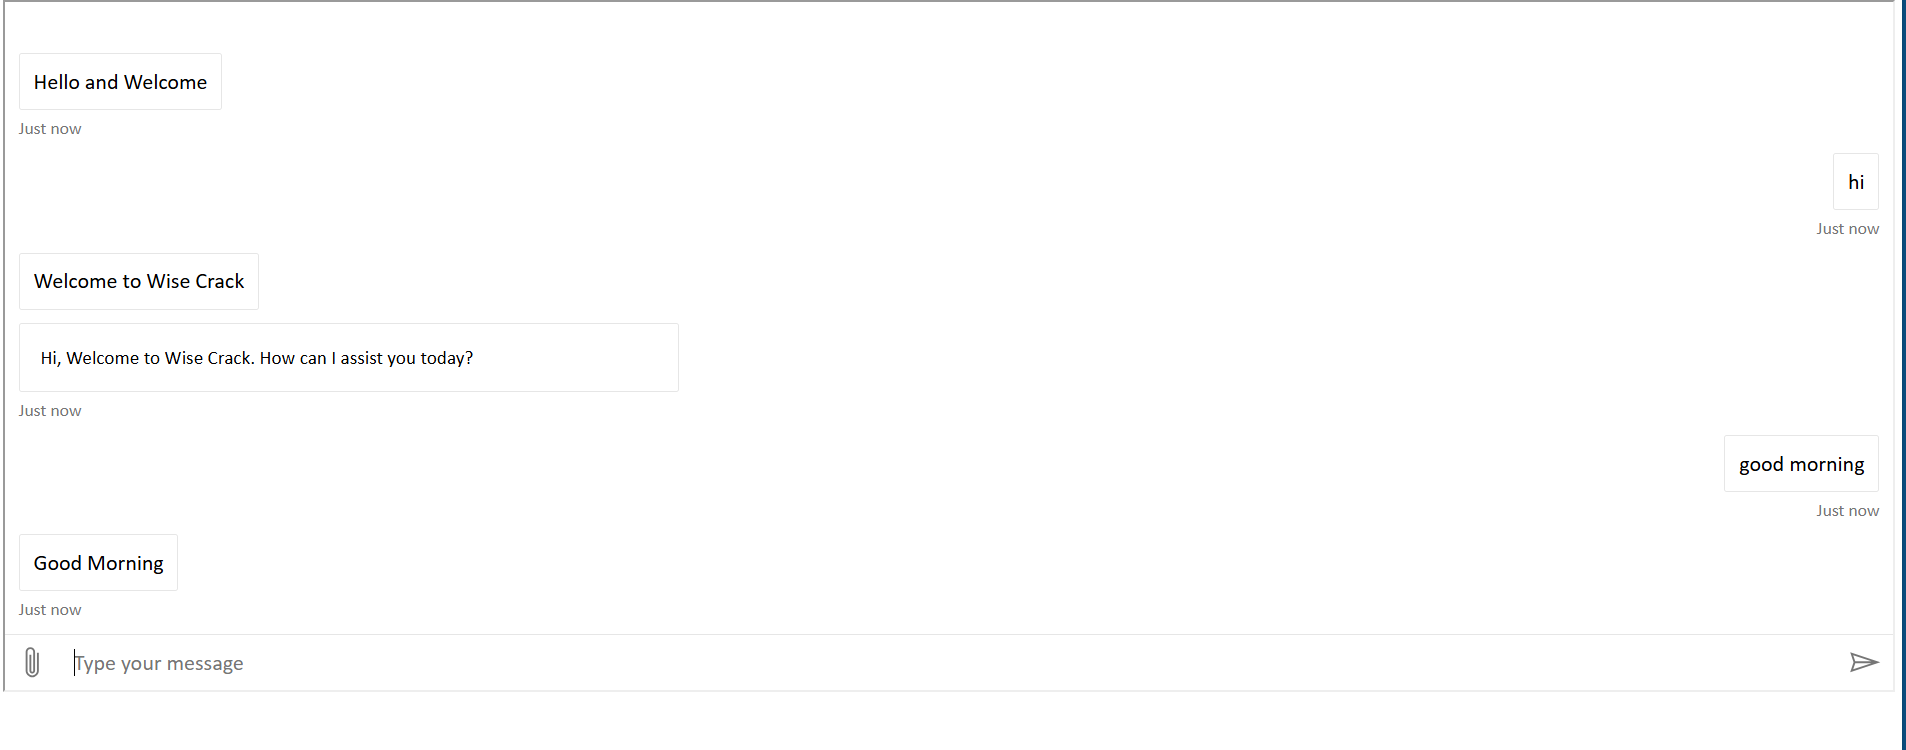 Hello and Welcome
Just now
hi
Just now
Welcome to Wise Crack
Hi, Welcome to Wise Crack. How can I assist you today?
Just now
good morning
Just now
Good Morning
Just now
Type your message